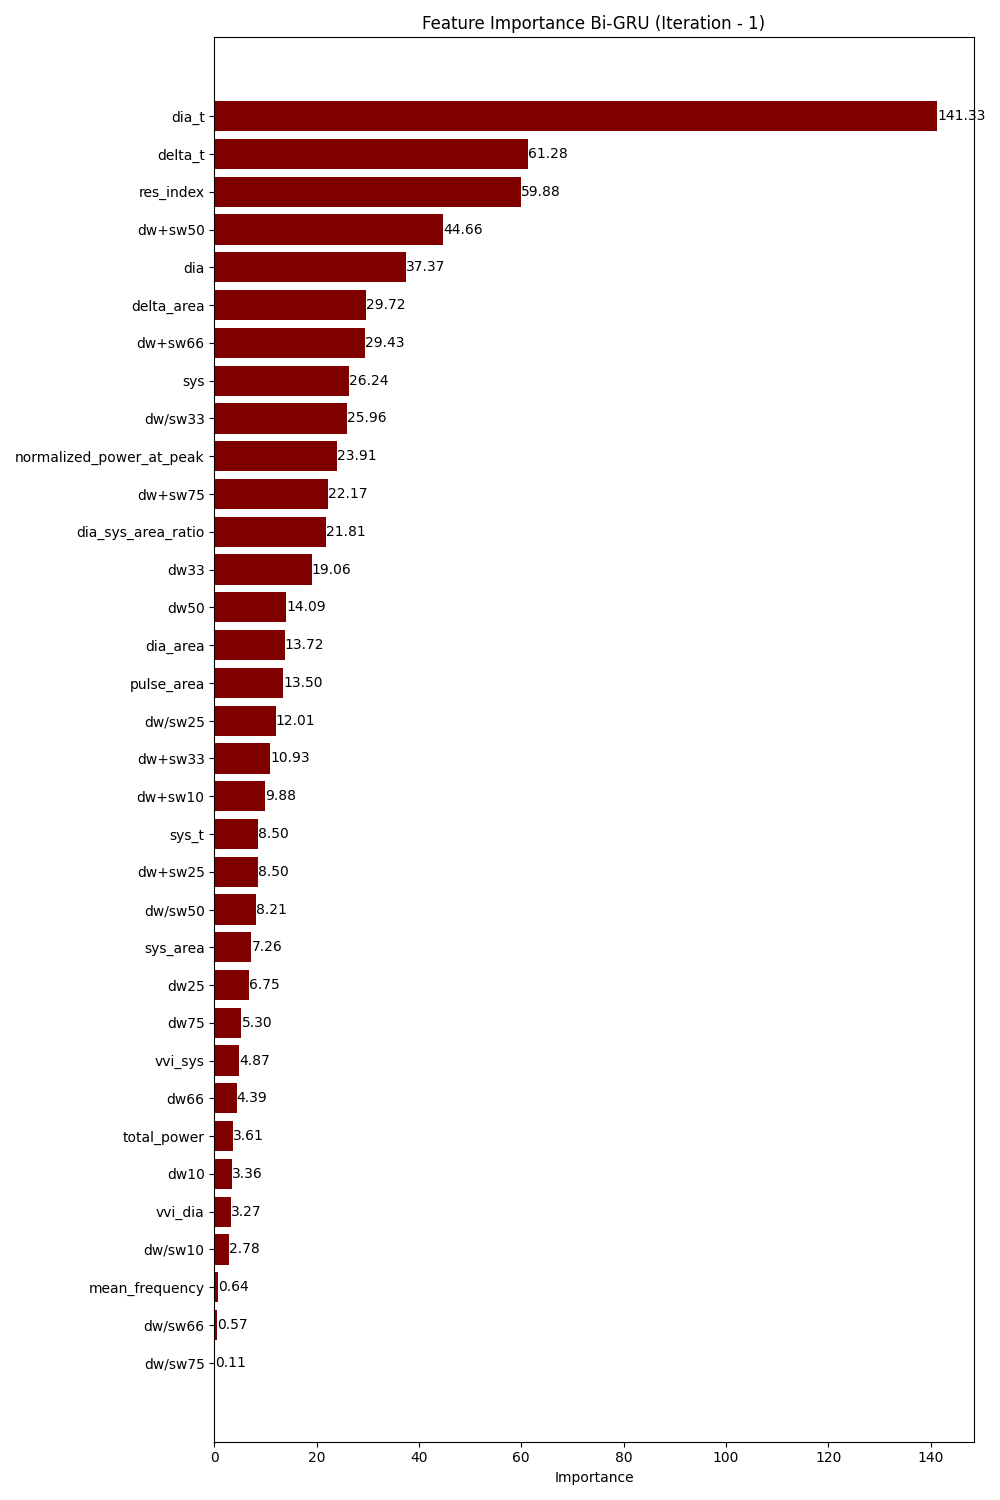 Feature Importance Bi-GRU (Iteration - 1)
dia_t 141.33
delta_t 61.28
res_index 59.88
dw+sw50 44.66
dia 37.37
delta_area 29.72
dw+sw66 29.43
sys 26.24
dw/sw33 25.96
normalized_power_at_peak 23.91
dw+sw75 22.17
dia_sys_area_ratio 21.81
dw33 19.06
dw50 14.09
dia_area 13.72
pulse_area 13.50
dw/sw25 12.01
dw+sw33 10.93
dw+sw10 9.88
sys_t 8.50
dw+sw25 8.50
dw/sw50 8.21
sys_area 7.26
dw25 6.75
dw75 5.30
vvi_sys 4.87
dw66 4.39
total_power 3.61
dw10 3.36
vvi_dia 3.27
dw/sw10 2.78
mean_frequency 0.64
dw/sw66 0.57
dw/sw75 0.11
0 20 40 60 80 100 120 140
Importance